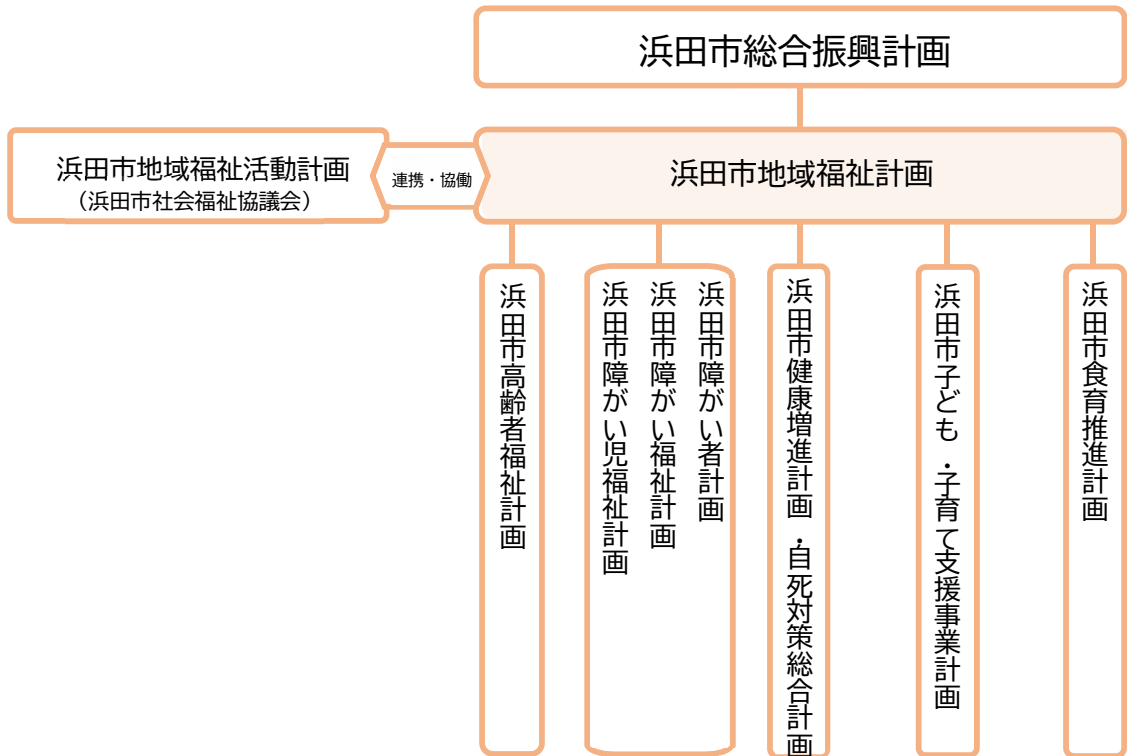 浜田市総合振興計画
浜田市地域福祉活動計画
（浜田市社会福祉協議会）
連携・協働
浜田市地域福祉計画
浜田市高齢者福祉計画
浜田市障がい者計画
浜田市障がい福祉計画
浜田市障がい児福祉計画
浜田市健康増進計画・自死対策総合計画
浜田市子ども・子育て支援事業計画
浜田市食育推進計画